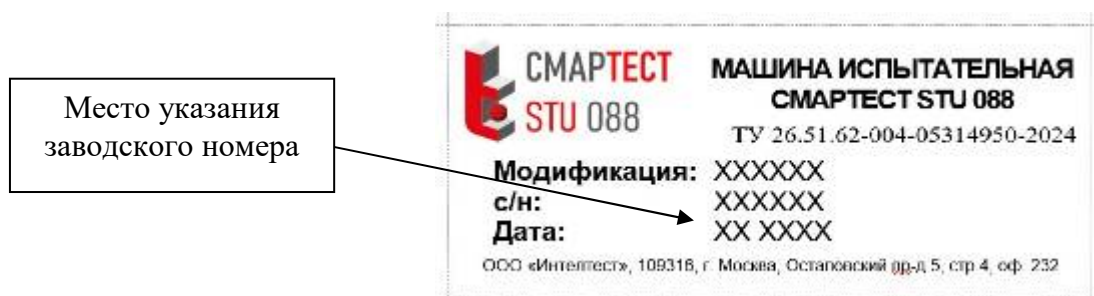 Место указания
заводского номера
СМАРТЕСТ
STU 088
МАШИНА ИСПЫТАТЕЛЬНАЯ
СМАРТЕСТ STU 088
ТУ 26.51.62-004-05314950-2024
Модификация: XXXXXX
с/н: XXXXXX
Дата: XX XXXX
ООО «Интелтест», 109316, г. Москва, Остаповский пр-д 5, стр 4, оф. 232